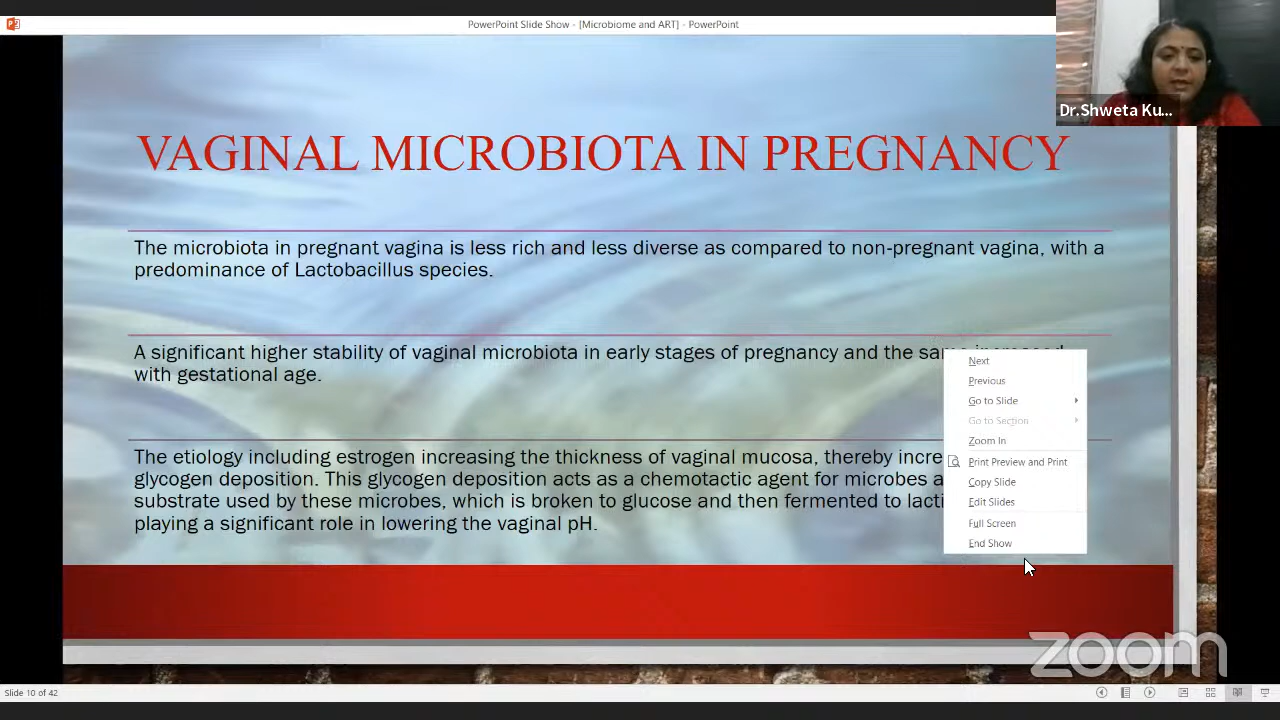 PowerPoint Slide Show - [Microbiome and ART] - PowerPoint
Dr.Shweta Ku...
VAGINAL MICROBIOTA IN PREGNANCY
The microbiota in pregnant vagina is less rich and less diverse as compared to non-pregnant vagina, with a
predominance of Lactobacillus species.
A significant higher stability of vaginal microbiota in early stages of pregnancy and the same increased
with gestational age.
The etiology including estrogen increasing the thickness of vaginal mucosa, thereby incre
glycogen deposition. This glycogen deposition acts as a chemotactic agent for microbes a
substrate used by these microbes, which is broken to glucose and then fermented to lacti
playing a significant role in lowering the vaginal pH.
Next
Previous
Go to Slide
Go to Section
Zoom In
Print Preview and Print
Copy Slide
Edit Slides
Full Screen
End Show
zoom
Slide 10 of 42